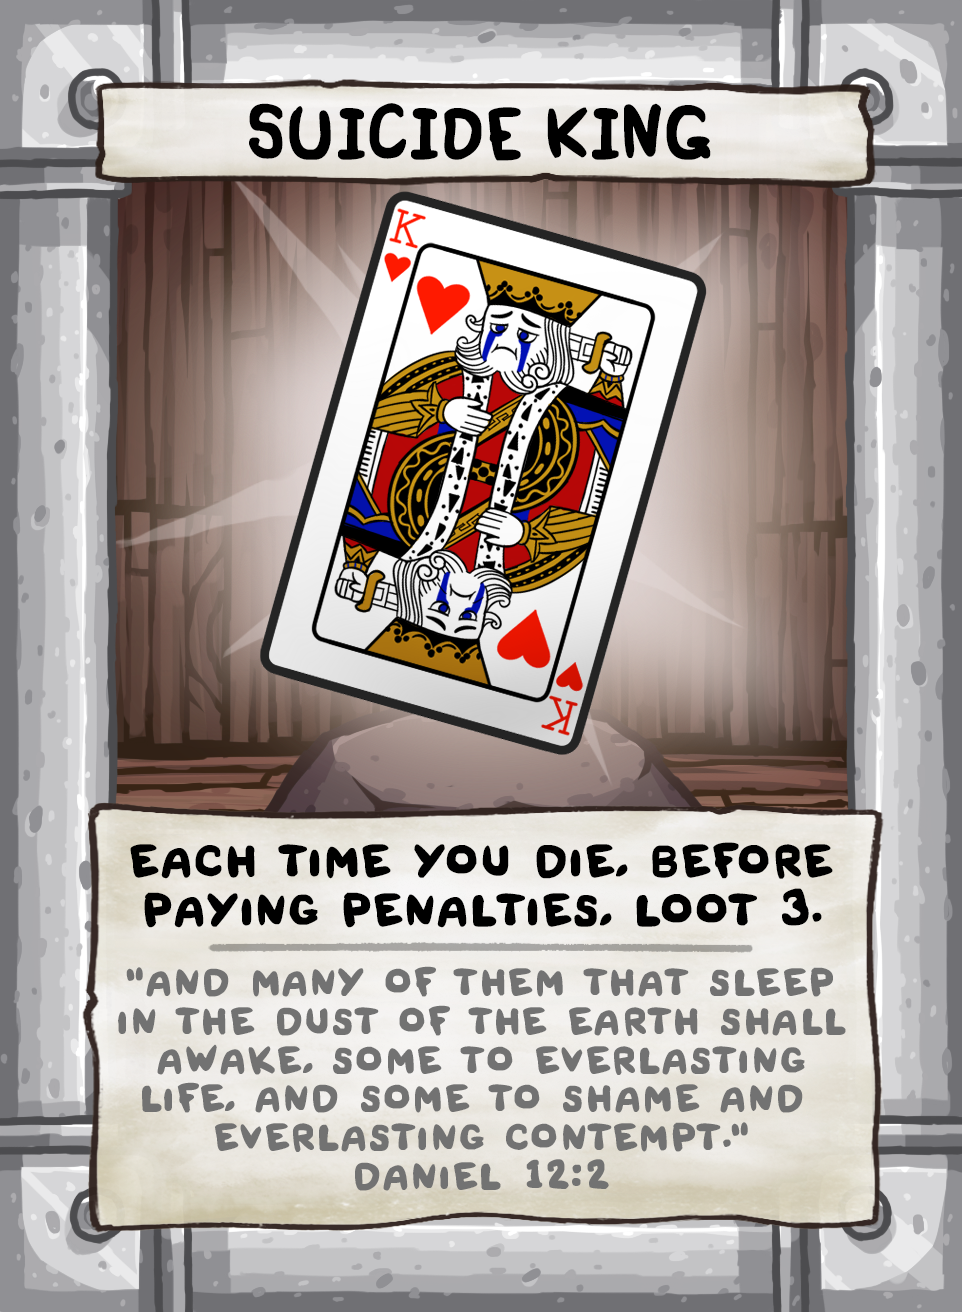 SUICIDE KING
K
EACH TIME YOU DIE, BEFORE
PAYING PENALTIES, LOOT 3.
"AND MANY OF THEM THAT SLEEP
IN THE DUST OF THE EARTH SHALL
AWAKE, SOME TO EVERLASTING
LIFE, AND SOME TO SHAME AND
EVERLASTING CONTEMPT."
DANIEL 12:2
K